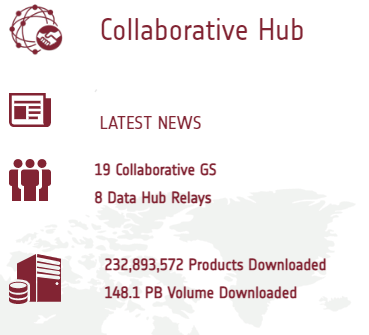 Collaborative Hub
LATEST NEWS
19 Collaborative GS
8 Data Hub Relays
232,893,572 Products Downloaded
148.1 PB Volume Downloaded